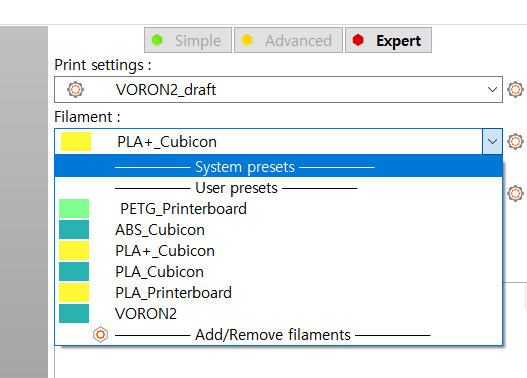 Simple Advanced Expert
Print settings :
VORON2_draft
Filament :
PLA+_Cubicon
System presets
User presets
PETG_Printerboard
ABS_Cubicon
PLA+_Cubicon
PLA_Cubicon
PLA_Printerboard
VORON2
Add/Remove filaments